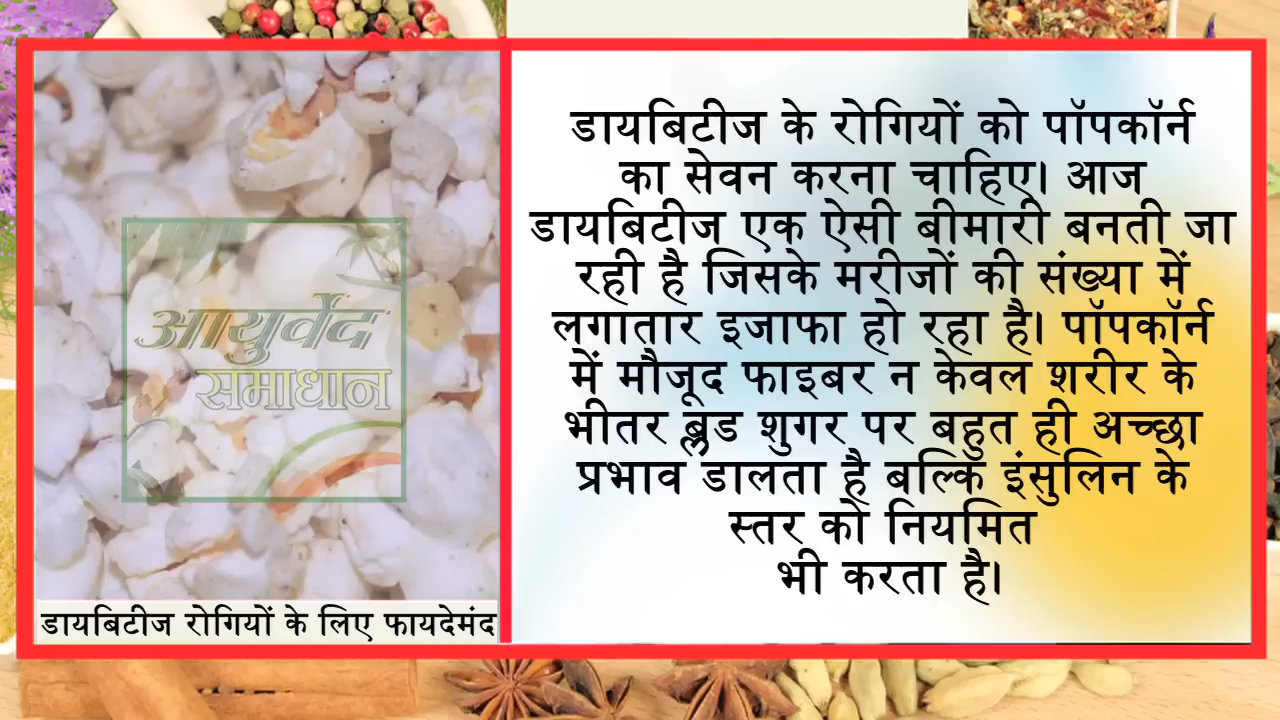 आयुर्वेद
समाधान
डायबिटीज रोगियों के लिए फायदेमंद
डायबिटीज के रोगियों को पॉपकॉर्न
का सेवन करना चाहिए। आज
डायबिटीज एक ऐसी बीमारी बनती जा
रही है जिसके मरीजों की संख्या में
लगातार इजाफा हो रहा है। पॉपकॉर्न
में मौजूद फाइबर न केवल शरीर के
भीतर ब्लड शुगर पर बहुत ही अच्छा
प्रभाव डालता है बल्कि इंसुलिन के
स्तर को नियमित
भी करता है।